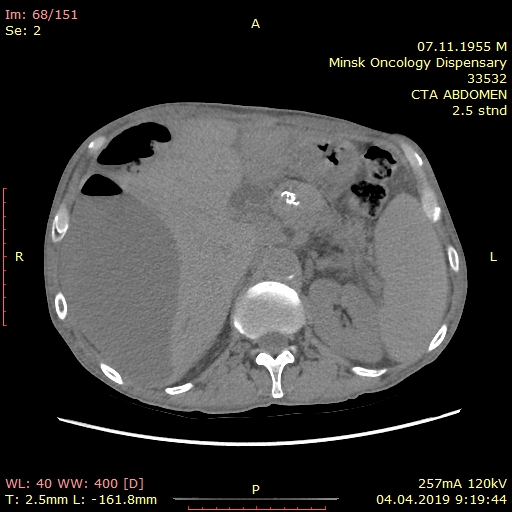 Im: 68/151
Se: 2
A
07.11.1955 M
Minsk Oncology Dispensary
33532
CTA ABDOMEN
2.5 stnd
R
L
WL: 40 WW: 400 [D]
T: 2.5mm L: -161.8mm
P
257mA 120kV
04.04.2019 9:19:44